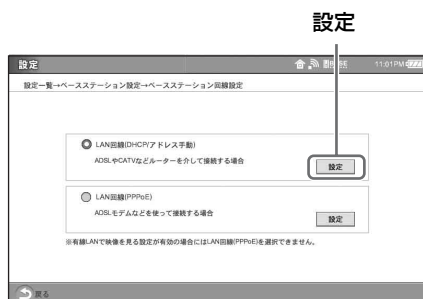 設定
設定
11:01PM
設定一覧→ベースステーション設定→ベースステーション回線設定
LAN回線(DHCP/アドレス手動)
ADSLやCATVなどルーターを介して接続する場合
設定
LAN回線(PPPoE)
ADSLモデムなどを使って接続する場合
設定
※有線LANで映像を見る設定が有効の場合にはLAN回線(PPPoE)を選択できません。
戻る